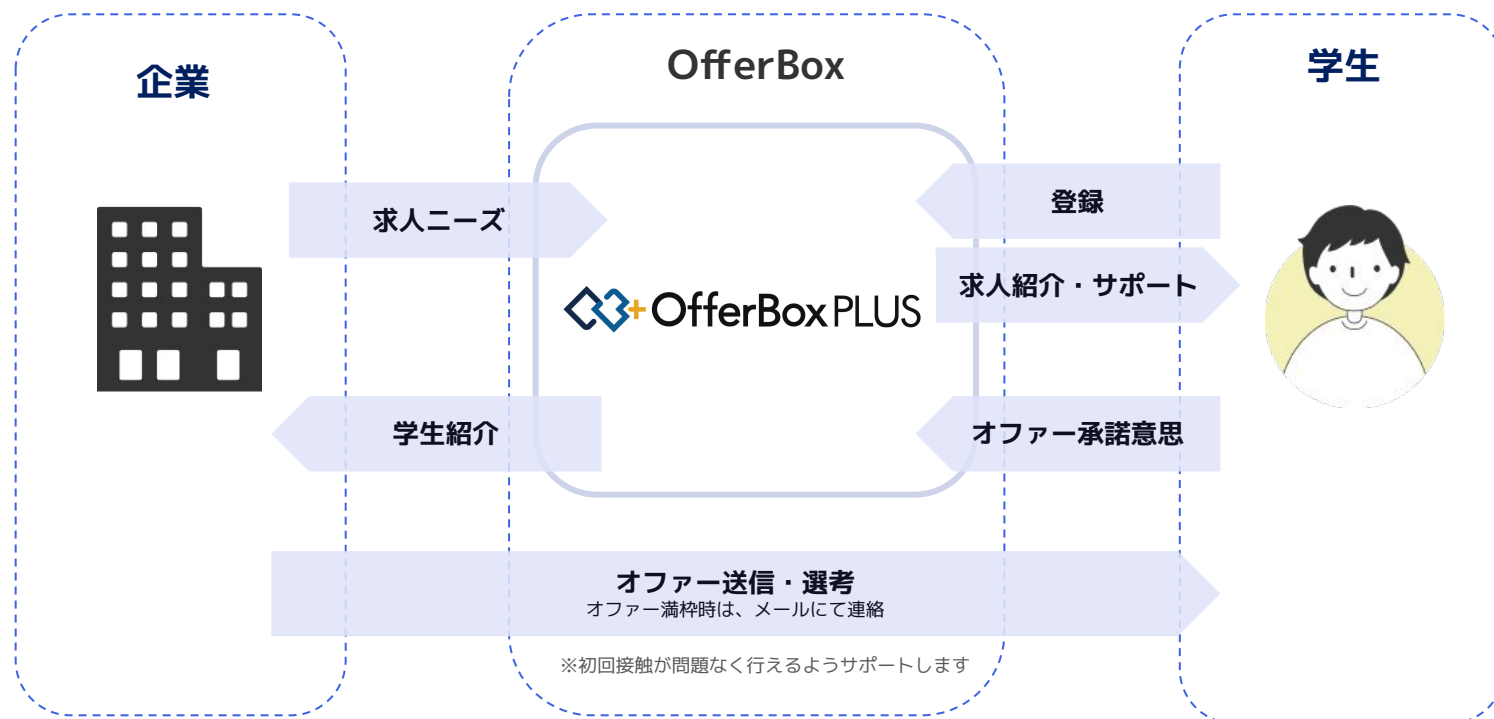 企業
OfferBox
学生
求人ニーズ
登録
求人紹介・サポート
OfferBox PLUS
学生紹介
オファー承諾意思
オファー送信・選考
オファー満枠時は、メールにて連絡
※初回接触が問題なく行えるようサポートします